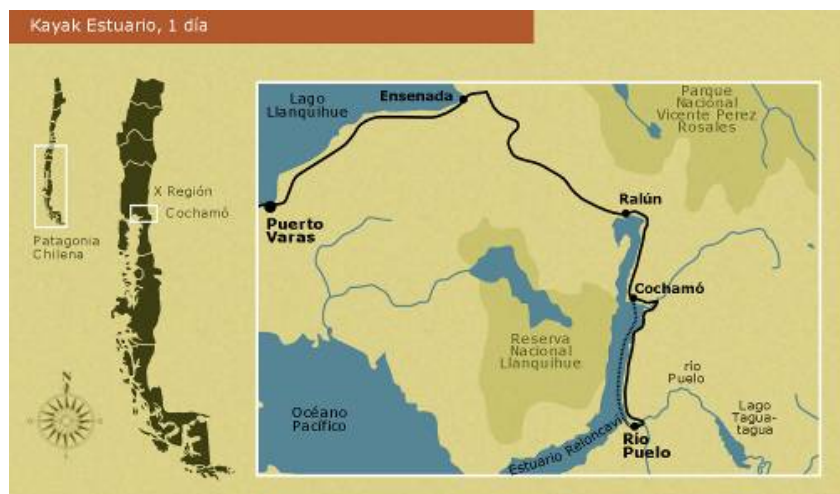 Kayak Estuario, 1 día
Patagonia
Chilena
X Región
Cochamó
N
Lago
Llanquihue
Ensenada
Puerto
Varas
Parque
Nacional
Vicente Perez
Rosales
Ralún
Cochamó
Reserva
Nacional
Llanquihue
río
Puelo
Lago
Tagua-
tagua
Océano
Pacífico
Estuario Reloncaví
Río
Puelo